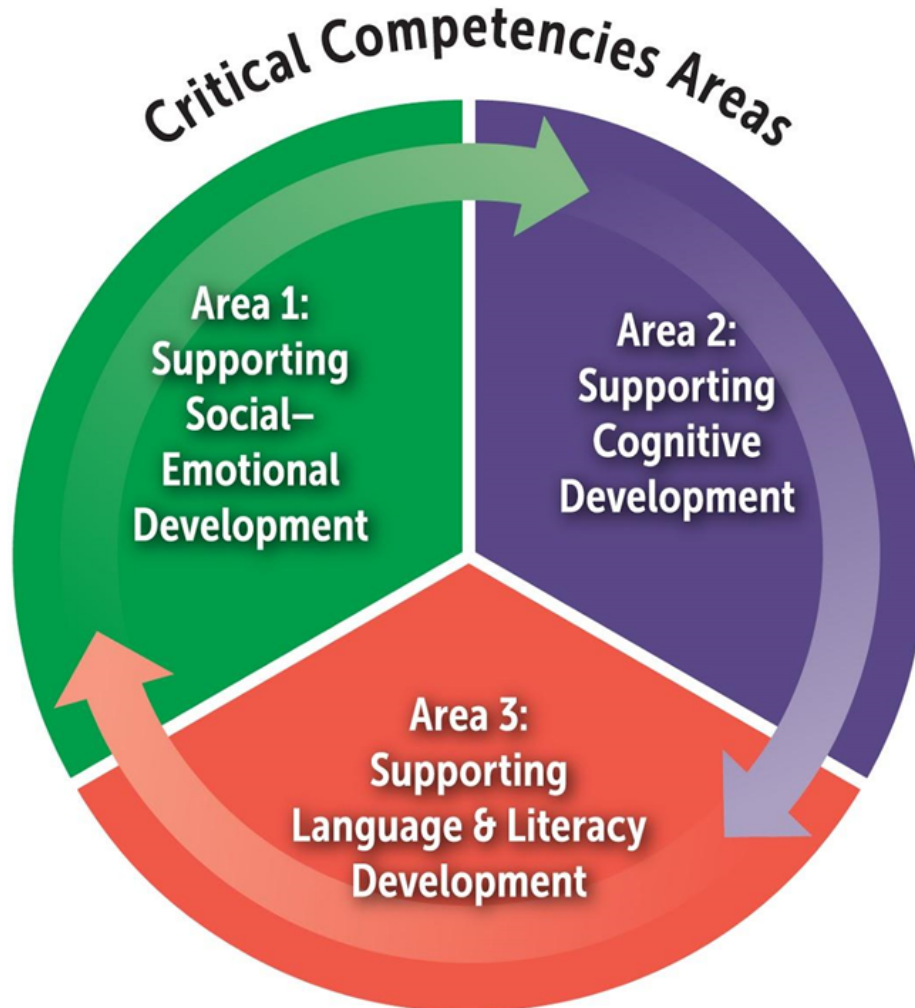 Critical Competencies Areas
Area 1:
Supporting
Social–
Emotional
Development
Area 2:
Supporting
Cognitive
Development
Area 3:
Supporting
Language & Literacy
Development